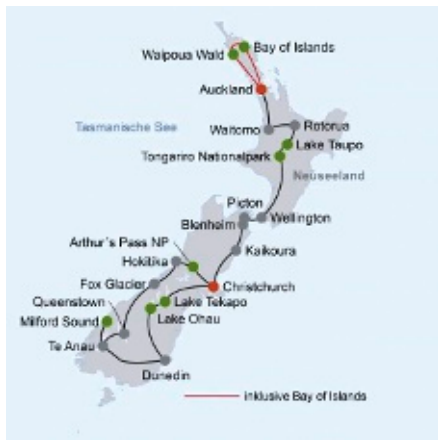 Bay of Islands
Waipoua Wald
Auckland
Tasmanische See
Waitomo
Rotorua
Lake Taupo
Tongariro Nationalpark
Neuseeland
Picton
Wellington
Blenheim
Arthur's Pass NP
Kaikoura
Hokitika
Fox Glacier
Christchurch
Queenstown
Lake Tekapo
Milford Sound
Lake Ohau
Te Anau
Dunedin
inklusive Bay of Islands